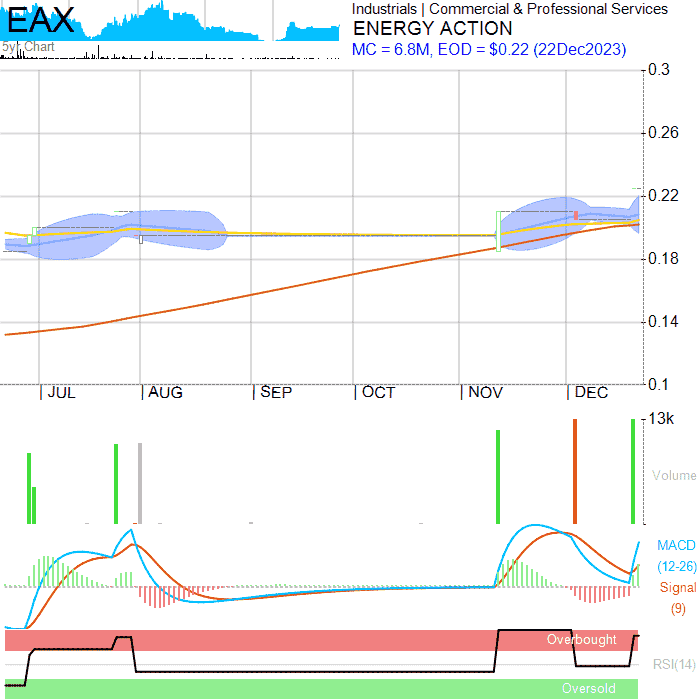 EAX
Industrials | Commercial & Professional Services
ENERGY ACTION
MC = 6.8M, EOD = $0.22 (22Dec2023)
5yr Chart
0.3
0.26
0.22
0.18
0.14
0.1
JUL AUG SEP OCT NOV DEC
13k
Volume
MACD
(12-26)
Signal
(9)
Overbought
RSI(14)
Oversold